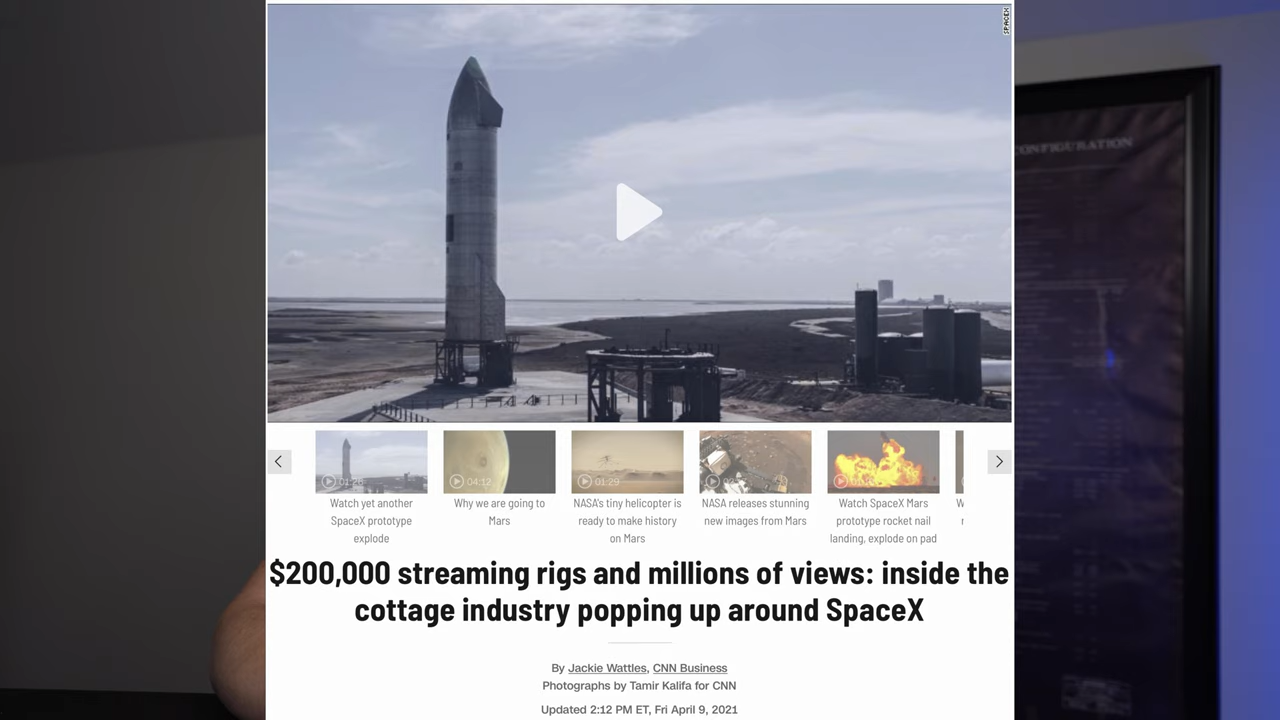 SPACEX
CONFIGURATION
01:28
04:12
01:29
Watch yet another
SpaceX prototype
explode
Why we are going to
Mars
NASA's tiny helicopter is
ready to make history
on Mars
NASA releases stunning
new images from Mars
Watch SpaceX Mars
prototype rocket nail
landing, explode on pad
W
r
$200,000 streaming rigs and millions of views: inside the
cottage industry popping up around SpaceX
By Jackie Wattles, CNN Business
Photographs by Tamir Kalifa for CNN
Updated 2:12 PM ET, Fri April 9, 2021